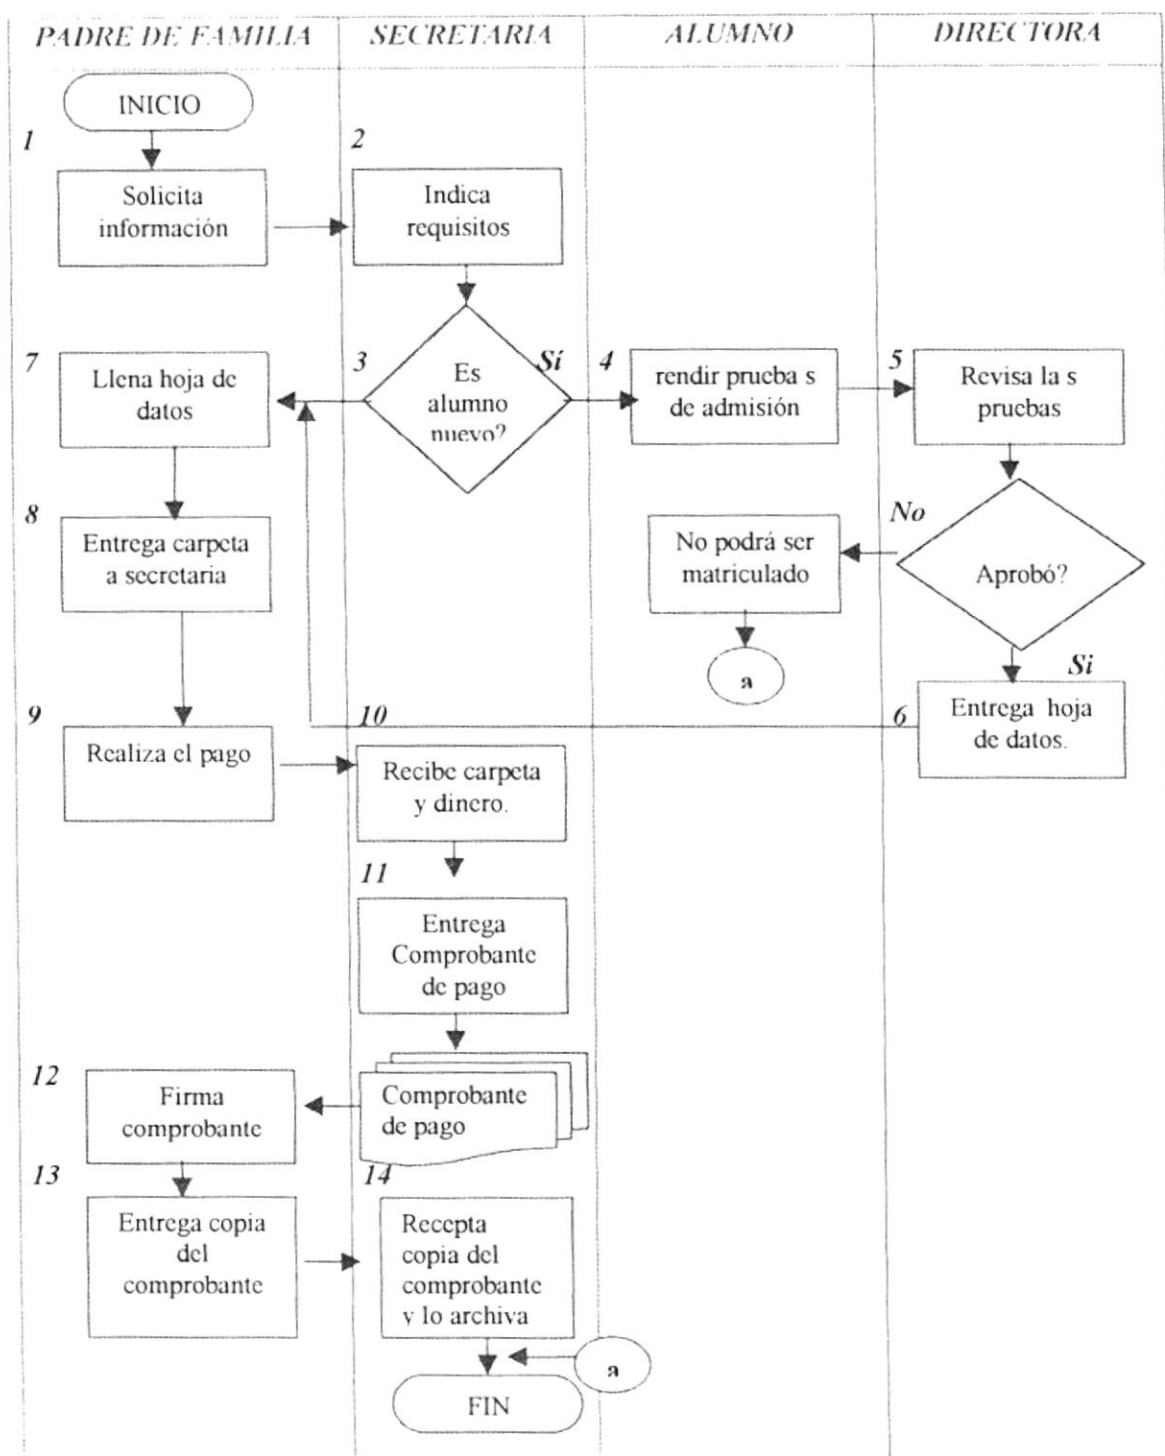 PADRE DE FAMILIA SECRETARIA ALUMNO DIRECTORA
INICIO
1 2
Solicita
información
Indica
requisitos
7 3 Sí 4 5
Llena hoja de
datos
Es
alumno
nuevo?
rendir prueba s
de admisión
Revisa la s
pruebas
8 No
Entrega carpeta
a secretaria
No podrá ser
matriculado
Aprobó?
a
Si
9 10 6
Entrega hoja
de datos.
Realiza el pago
Recibe carpeta
y dinero.
11
Entrega
Comprobante
de pago
12
Firma
comprobante
Comprobante
de pago
13 14
Entrega copia
del
comprobante
Recepta
copia del
comprobante
y lo archiva
a
FIN